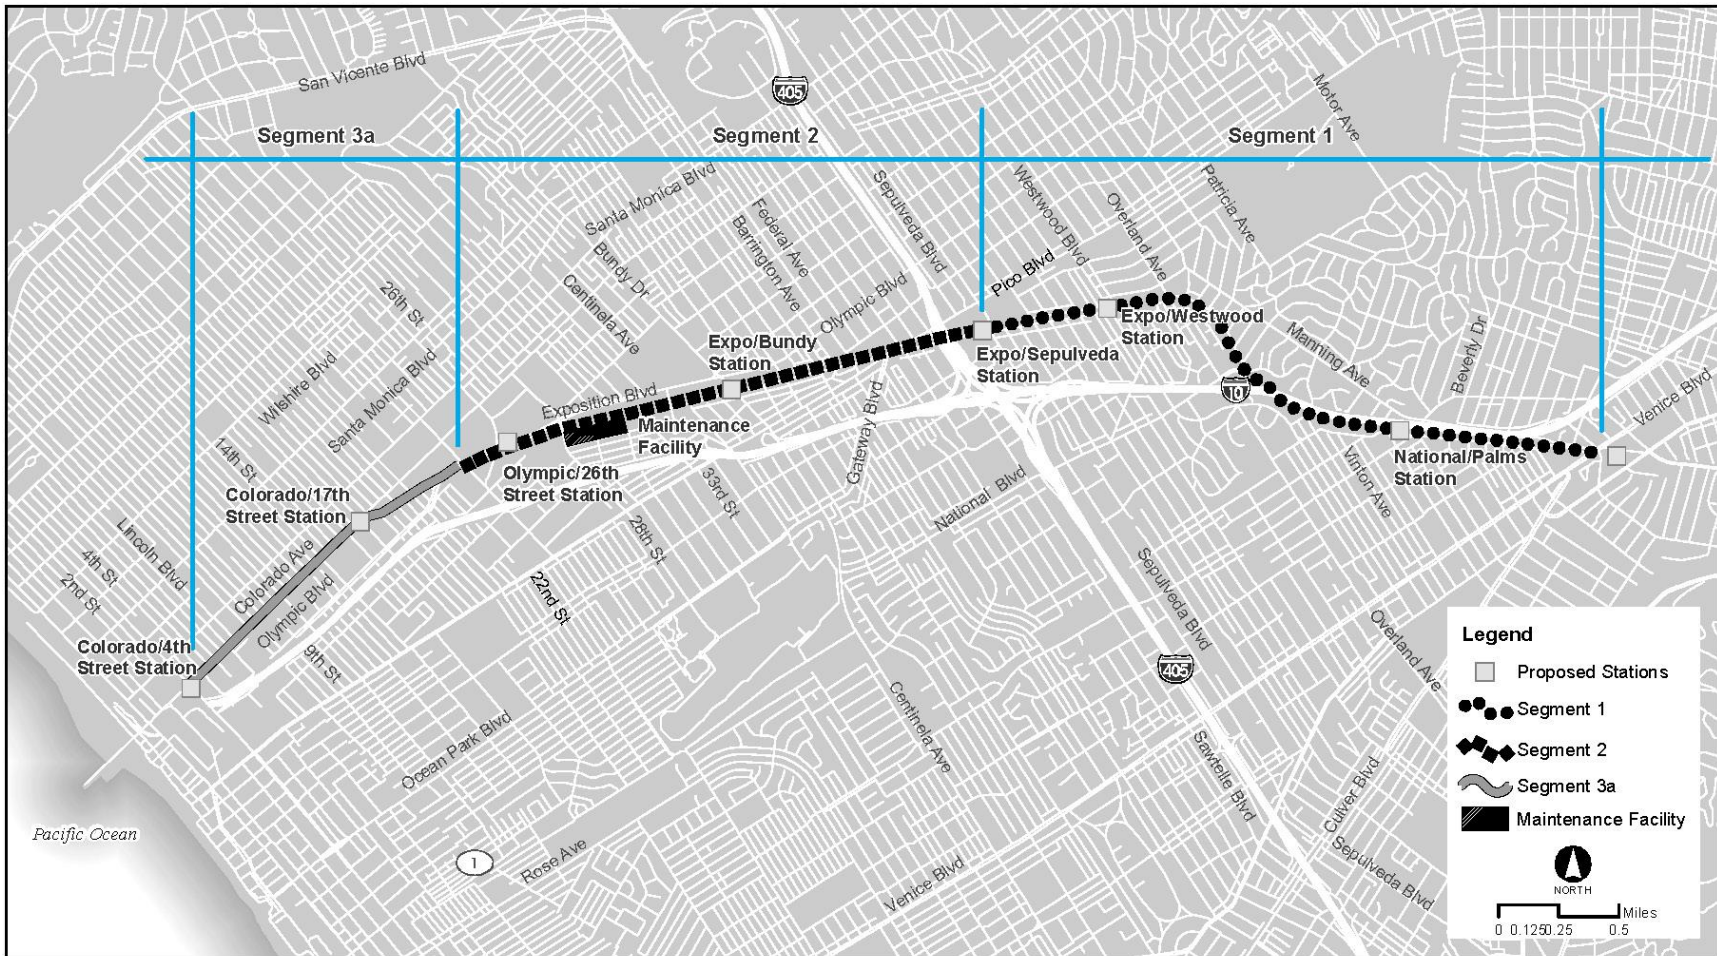 San Vicente Blvd
405
Motor Ave
Segment 3a
Segment 2
Segment 1
Santa Monica Blvd
Sepulveda Blvd
Westwood Blvd
Overland Ave
Patricia Ave
Federal Ave
Barrington Ave
Bundy Dr
Centinela Ave
Olympic Blvd
Pico Blvd
26th St
Wilshire Blvd
Santa Monica Blvd
14th St
Expo/Bundy
Station
Expo/Westwood
Station
Expo/Sepulveda
Station
Manning Ave
Beverly Dr
Venice Blvd
10
Exposition Blvd
Maintenance
Facility
Gateway Blvd
National/Palms
Station
Vinton Ave
Olympic/26th
Street Station
Colorado/17th
Street Station
33rd St
National Blvd
28th St
Lincoln Blvd
4th St
2nd St
Colorado Ave
Olympic Blvd
22nd St
9th St
Colorado/4th
Street Station
Sepulveda Blvd
Overland Ave
405
Centinela Ave
Ocean Park Blvd
Sawtelle Blvd
Culver Blvd
Sepulveda Blvd
Pacific Ocean
1
Rose Ave
Venice Blvd
Legend
Proposed Stations
Segment 1
Segment 2
Segment 3a
Maintenance Facility
NORTH
Miles
0 0.125 0.25 0.5